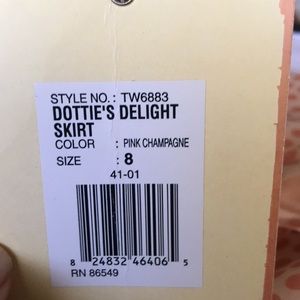 STYLE NO. : TW6883
DOTTIE'S DELIGHT
SKIRT
COLOR : PINK CHAMPAGNE
SIZE : 8
41-01
8 24832 46406 5
RN 86549